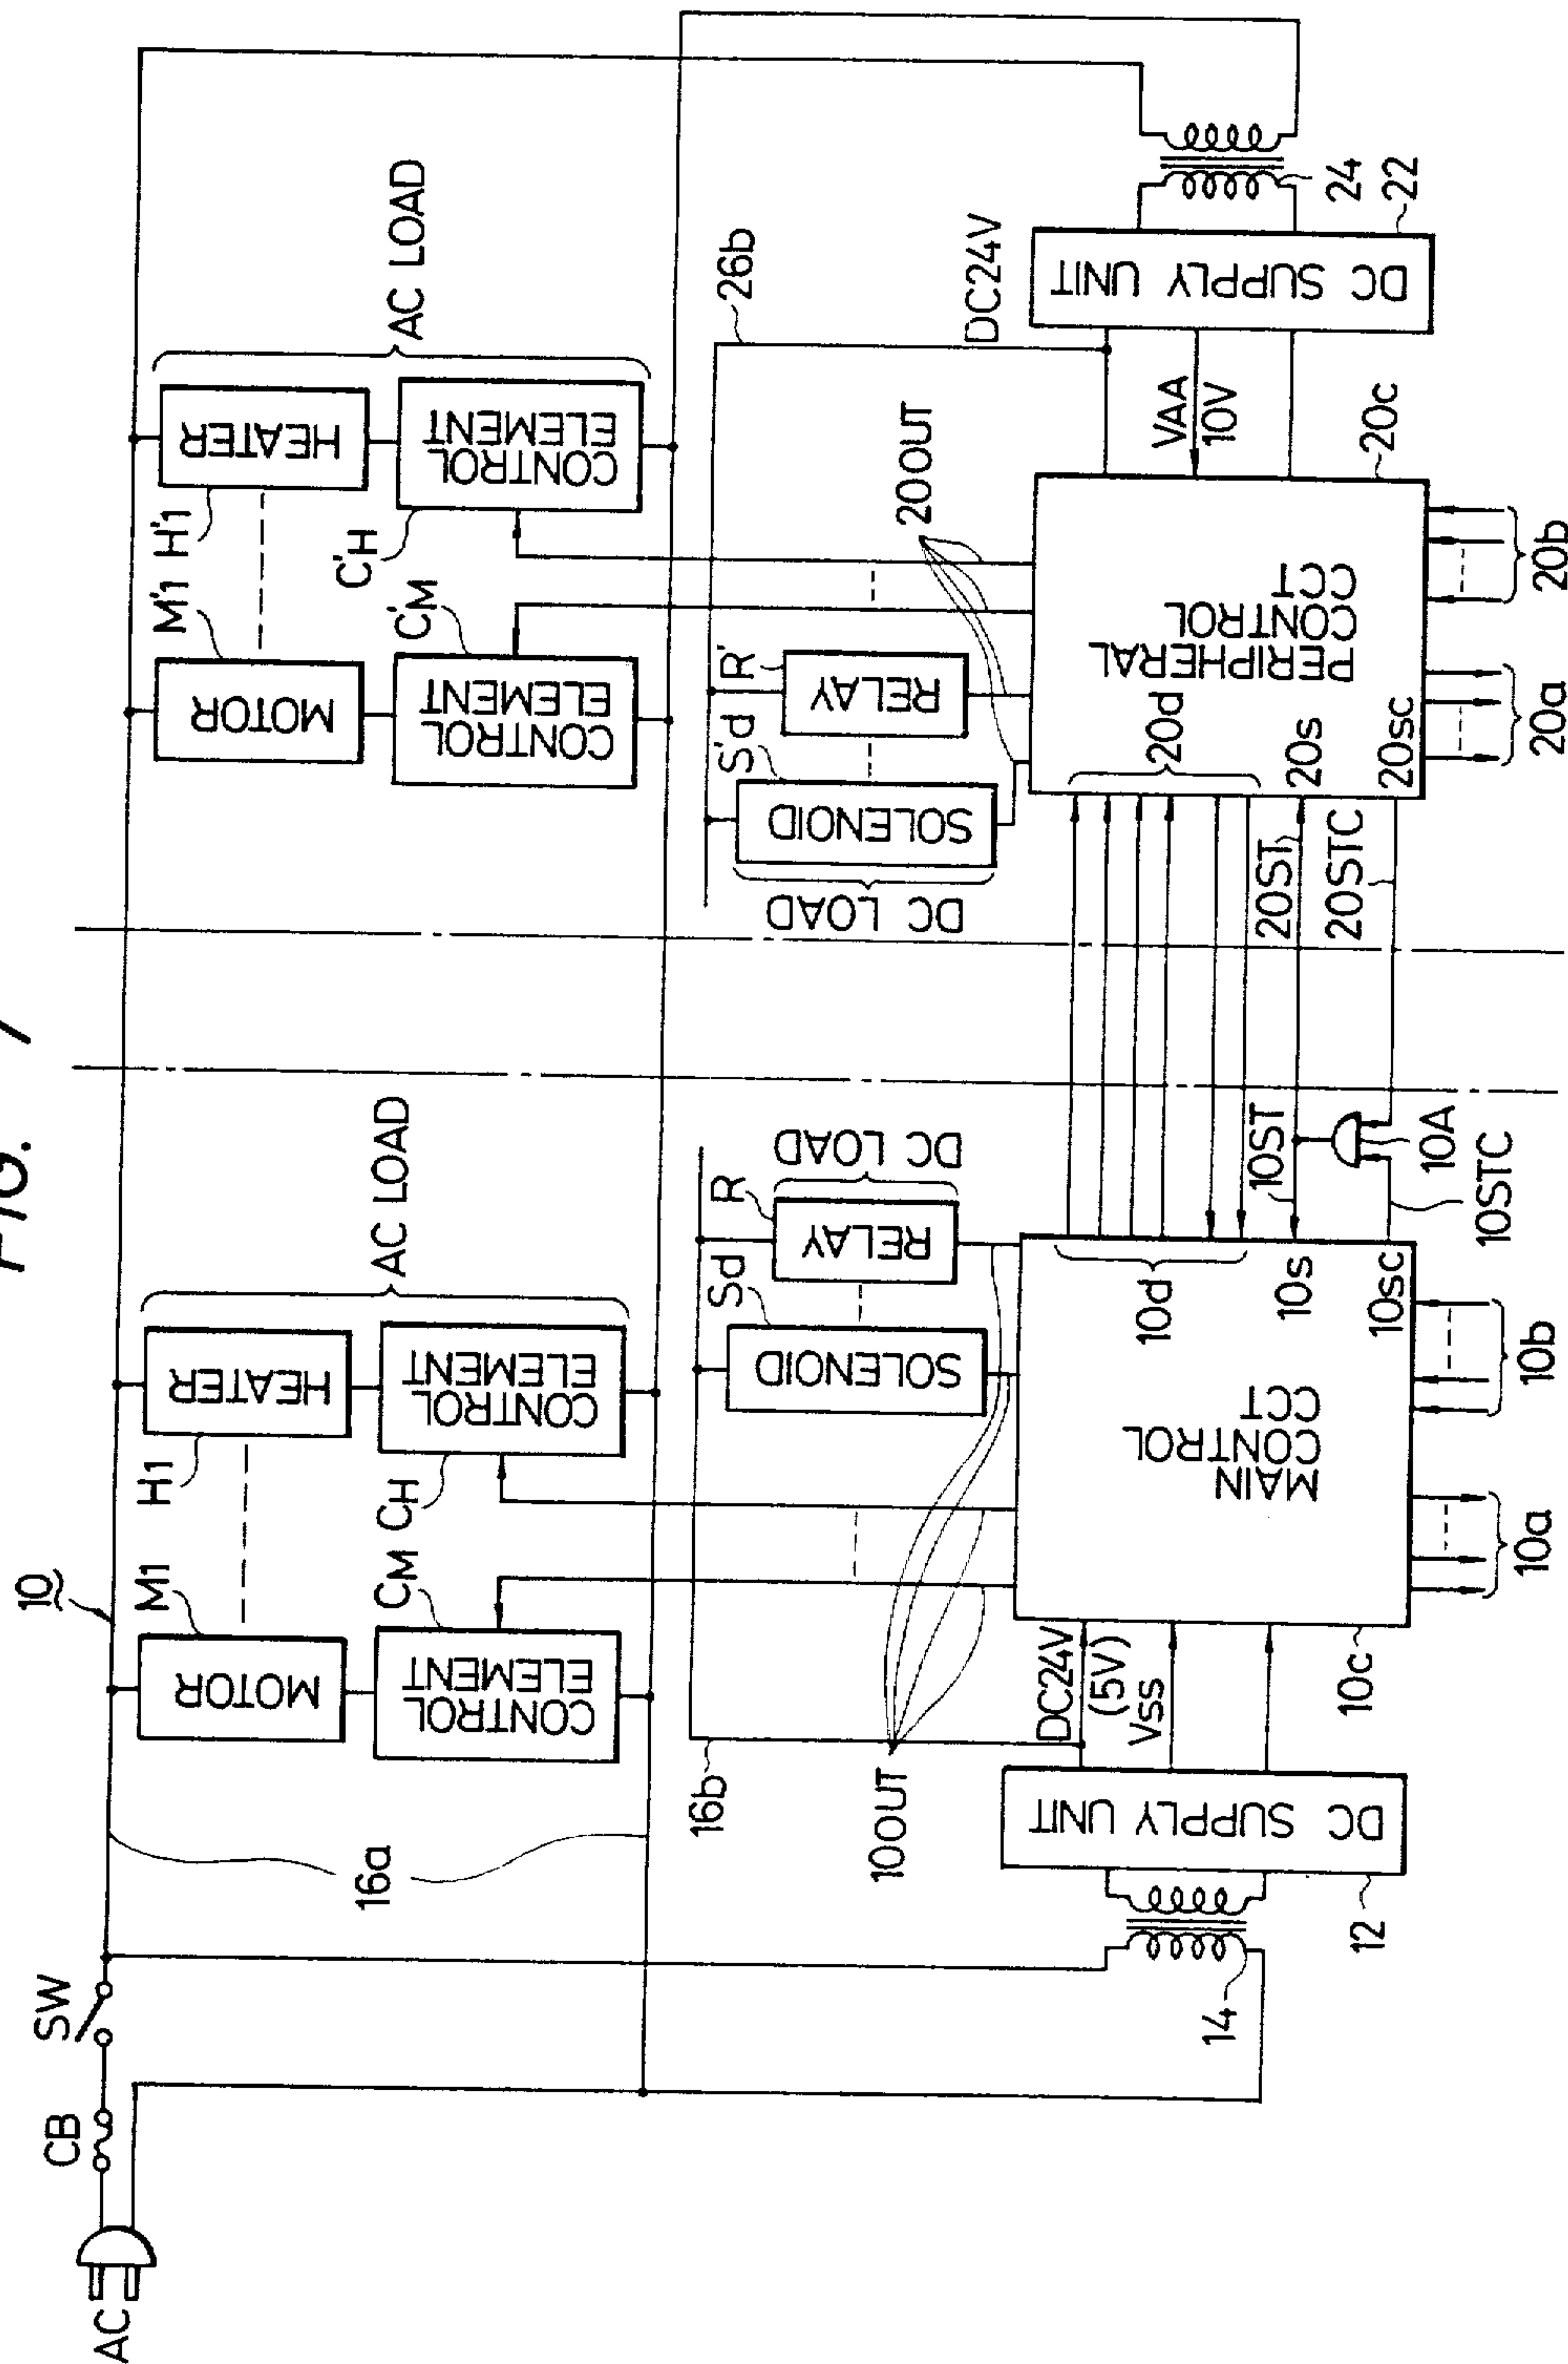 FIG. 7
AC
CB
SW
10
16a
M1
MOTOR
H1
HEATER
AC LOAD
CM
CONTROL
ELEMENT
CH
CONTROL
ELEMENT
M'1
MOTOR
H'1
HEATER
AC LOAD
C'M
CONTROL
ELEMENT
C'H
CONTROL
ELEMENT
16b
10OUT
Sd
SOLENOID
R
RELAY
DC LOAD
DC LOAD
S'd
SOLENOID
R'
RELAY
20OUT
26b
14
12
DC SUPPLY UNIT
DC24V
(5V)
Vss
10c
MAIN
CONTROL
CCT
10d
10s
10sc
10a
10b
10ST
10A
10STC
20ST
20STC
20d
20s
20sc
PERIPHERAL
CONTROL
CCT
20a
20b
20c
VAA
10V
DC24V
DC SUPPLY UNIT
24
22